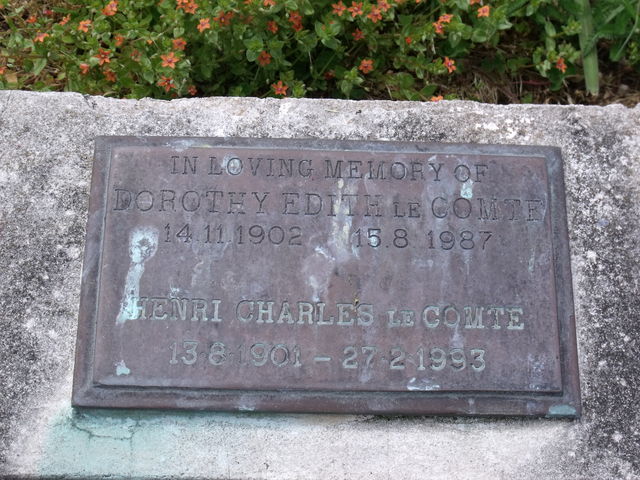 IN LOVING MEMORY OF
DOROTHY EDITH LE COMTE
14.11.1902 15.8.1987
HENRI CHARLES LE COMTE
13·8·1901 – 27·2·1993